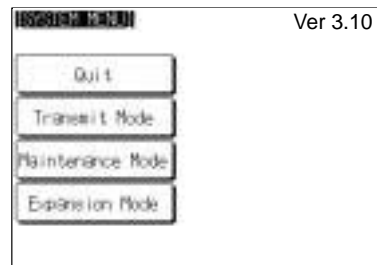 [SYSTEM MENU]
Ver 3.10
Quit
Transmit Mode
Maintenance Mode
Expansion Mode